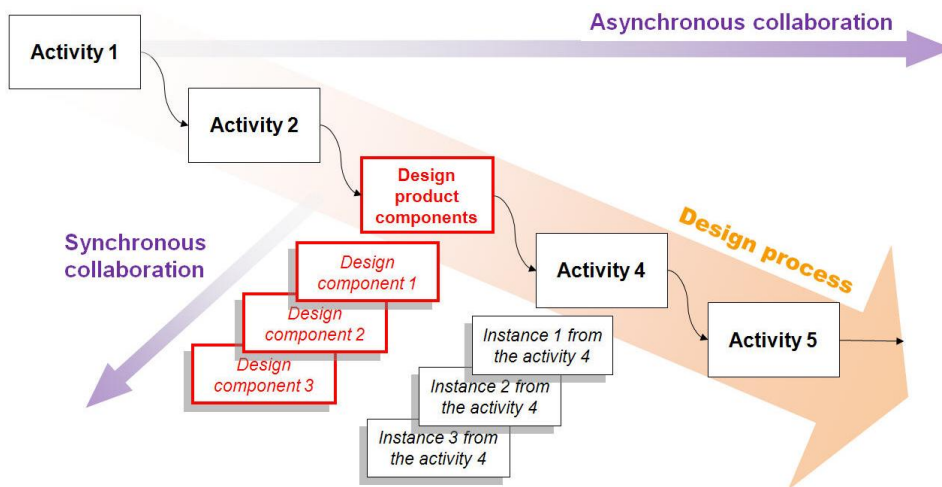 Asynchronous collaboration
Activity 1
Activity 2
Design
product
components
Synchronous
collaboration
Design process
Activity 4
Design
component 1
Design
component 2
Design
component 3
Instance 1 from
the activity 4
Instance 2 from
the activity 4
Instance 3 from
the activity 4
Activity 5